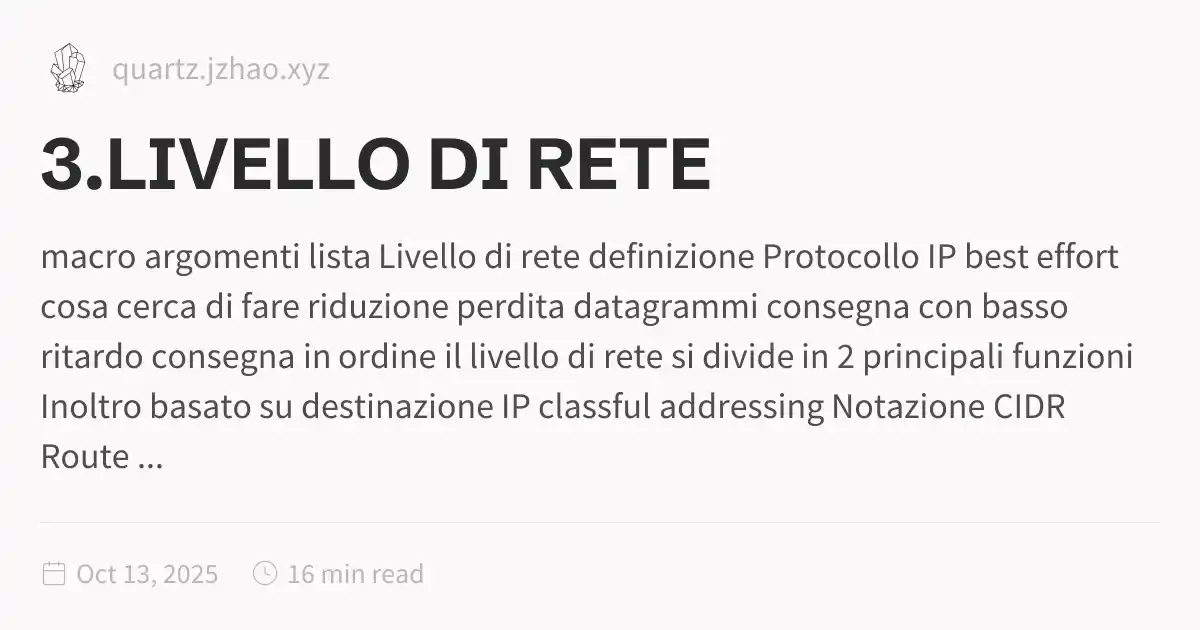 quartz.jzhao.xyz
3.LIVELLO DI RETE
macro argomenti lista Livello di rete definizione Protocollo IP best effort
cosa cerca di fare riduzione perdita datagrammi consegna con basso
ritardo consegna in ordine il livello di rete si divide in 2 principali funzioni
Inoltro basato su destinazione IP classful addressing Notazione CIDR
Route ...
Oct 13, 2025 16 min read